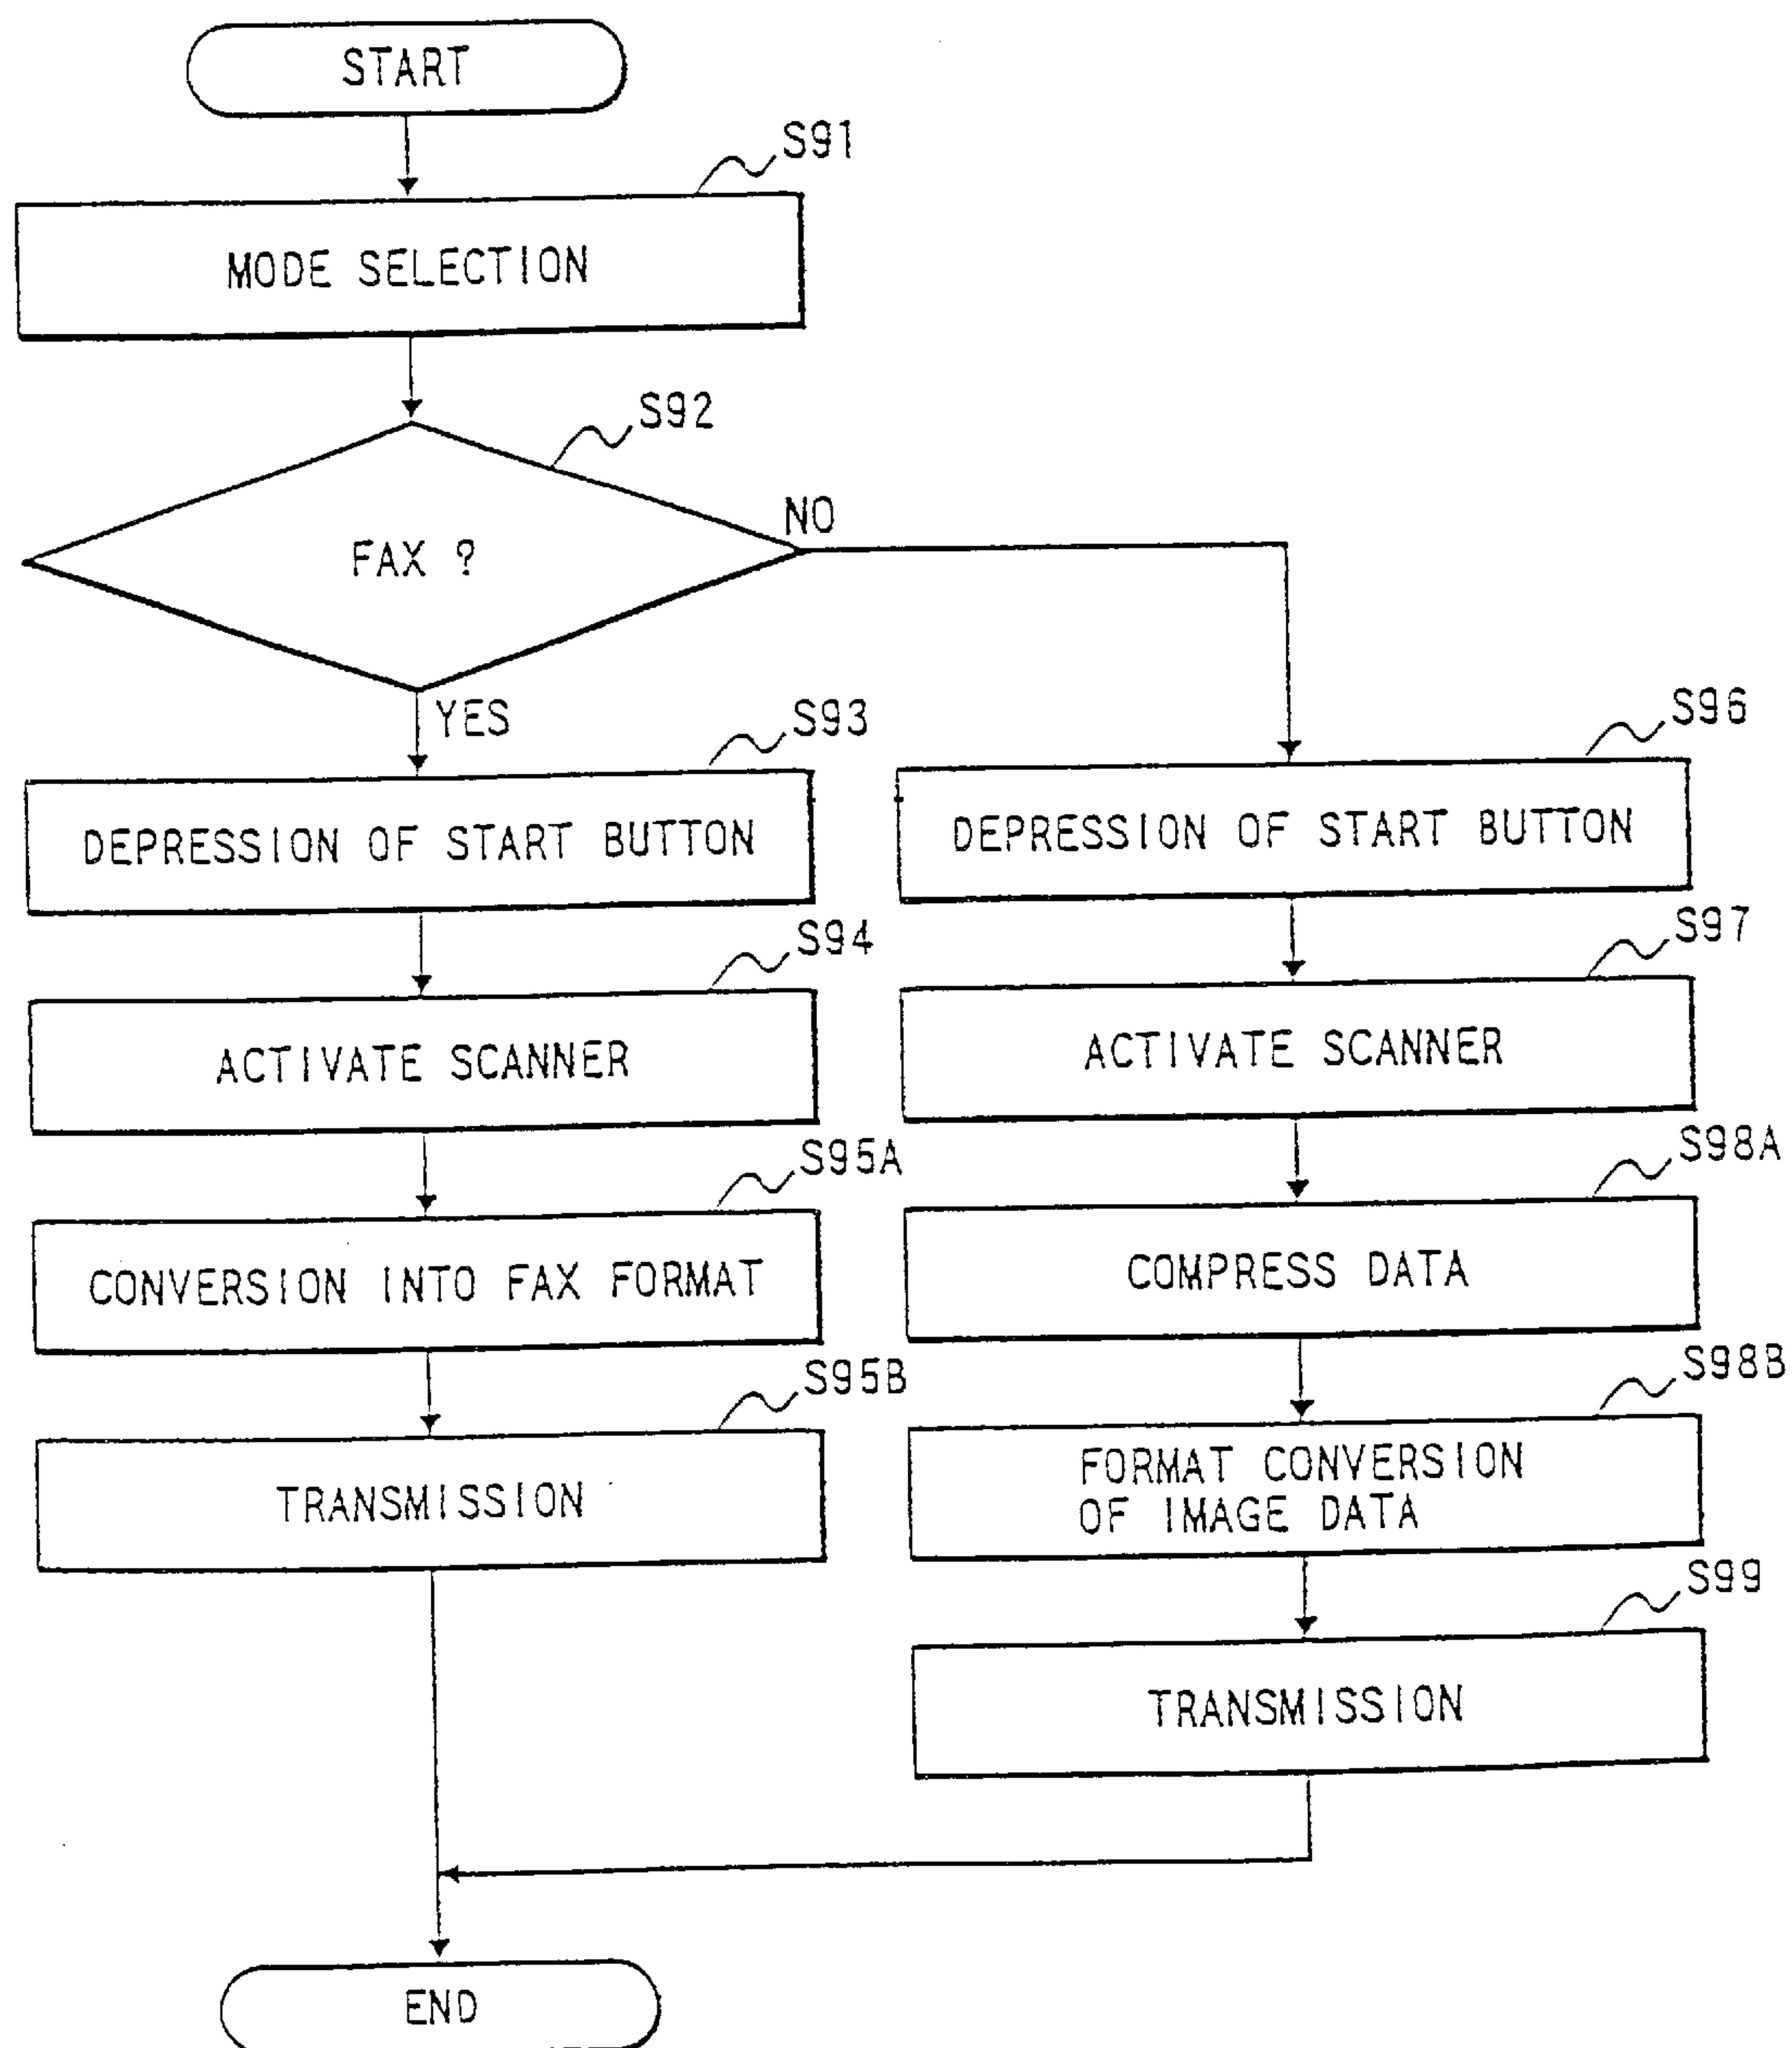 START
S91
MODE SELECTION
S92
FAX ?
NO
YES
S93
DEPRESSION OF START BUTTON
S94
ACTIVATE SCANNER
S95A
CONVERSION INTO FAX FORMAT
S95B
TRANSMISSION
S96
DEPRESSION OF START BUTTON
S97
ACTIVATE SCANNER
S98A
COMPRESS DATA
S98B
FORMAT CONVERSION
OF IMAGE DATA
S99
TRANSMISSION
END